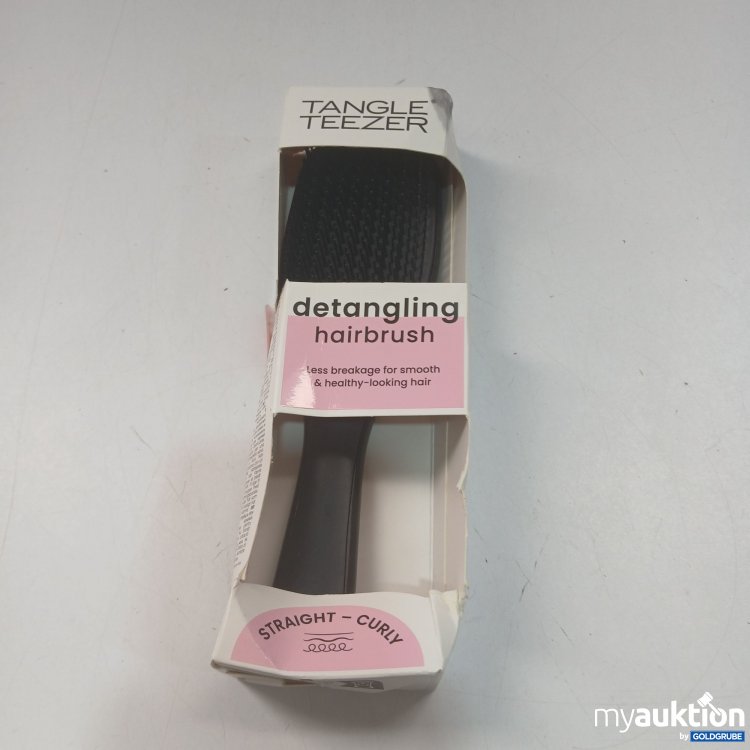 TANGLE
TEEZER
detangling
hairbrush
Less breakage for smooth
& healthy-looking hair
STRAIGHT – CURLY
myauktion
by GOLDGRUBE